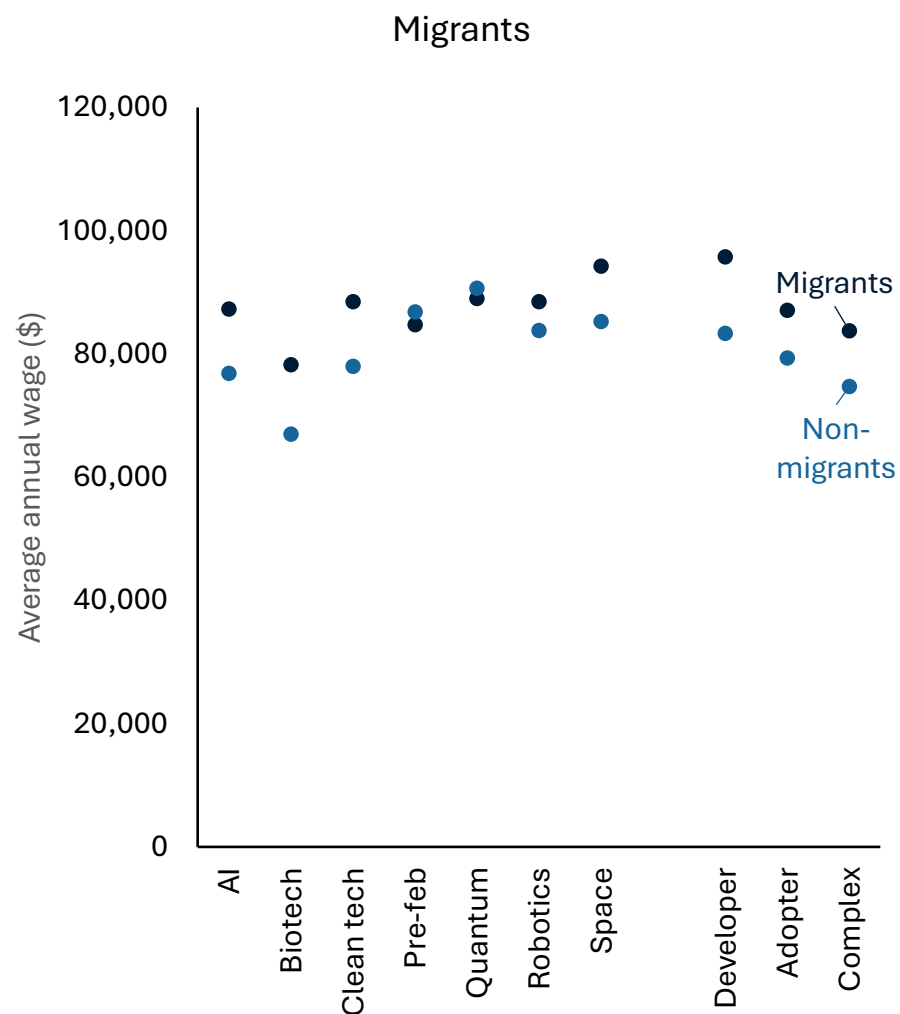 Migrants
120,000
100,000
80,000
60,000
40,000
20,000
0
Average annual wage ($)
Migrants
Non-
migrants
AI
Biotech
Clean tech
Pre-feb
Quantum
Robotics
Space
Developer
Adopter
Complex